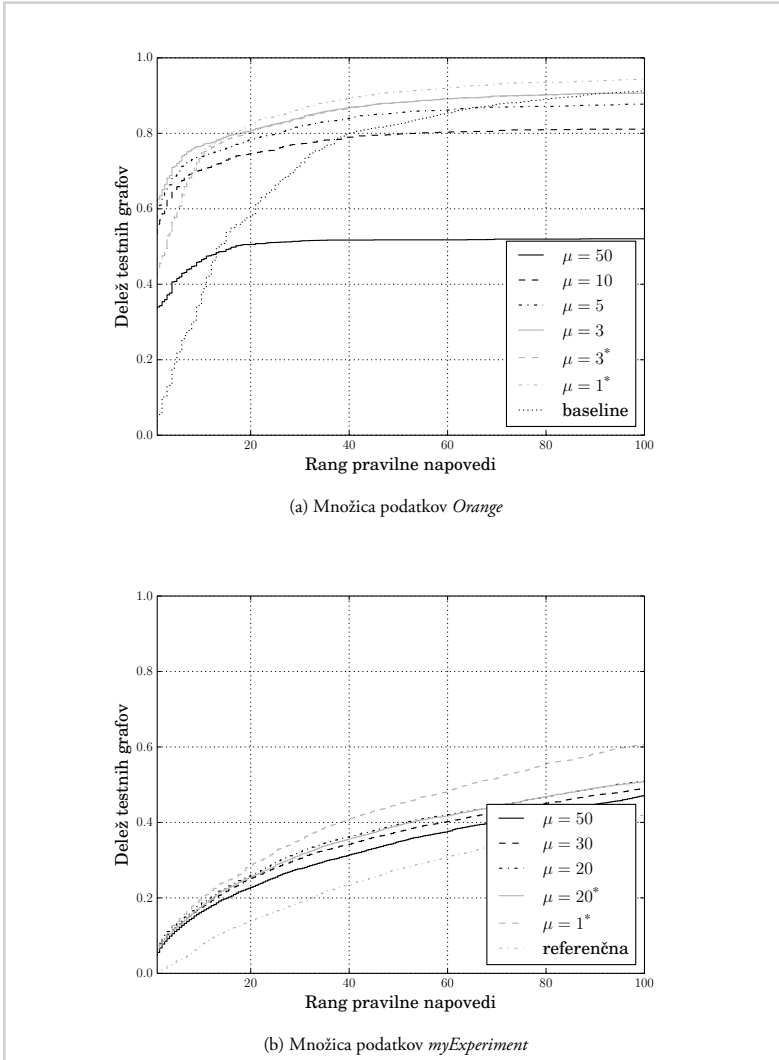 1.0
0.8
0.6
0.4
0.2
0.0
Delež testnih grafov
μ = 50
μ = 10
μ = 5
μ = 3
μ = 3*
μ = 1*
baseline
20 40 60 80 100
Rang pravilne napovedi
(a) Množica podatkov Orange
1.0
0.8
0.6
0.4
0.2
0.0
Delež testnih grafov
μ = 50
μ = 30
μ = 20
μ = 20*
μ = 1*
referenčna
20 40 60 80 100
Rang pravilne napovedi
(b) Množica podatkov myExperiment